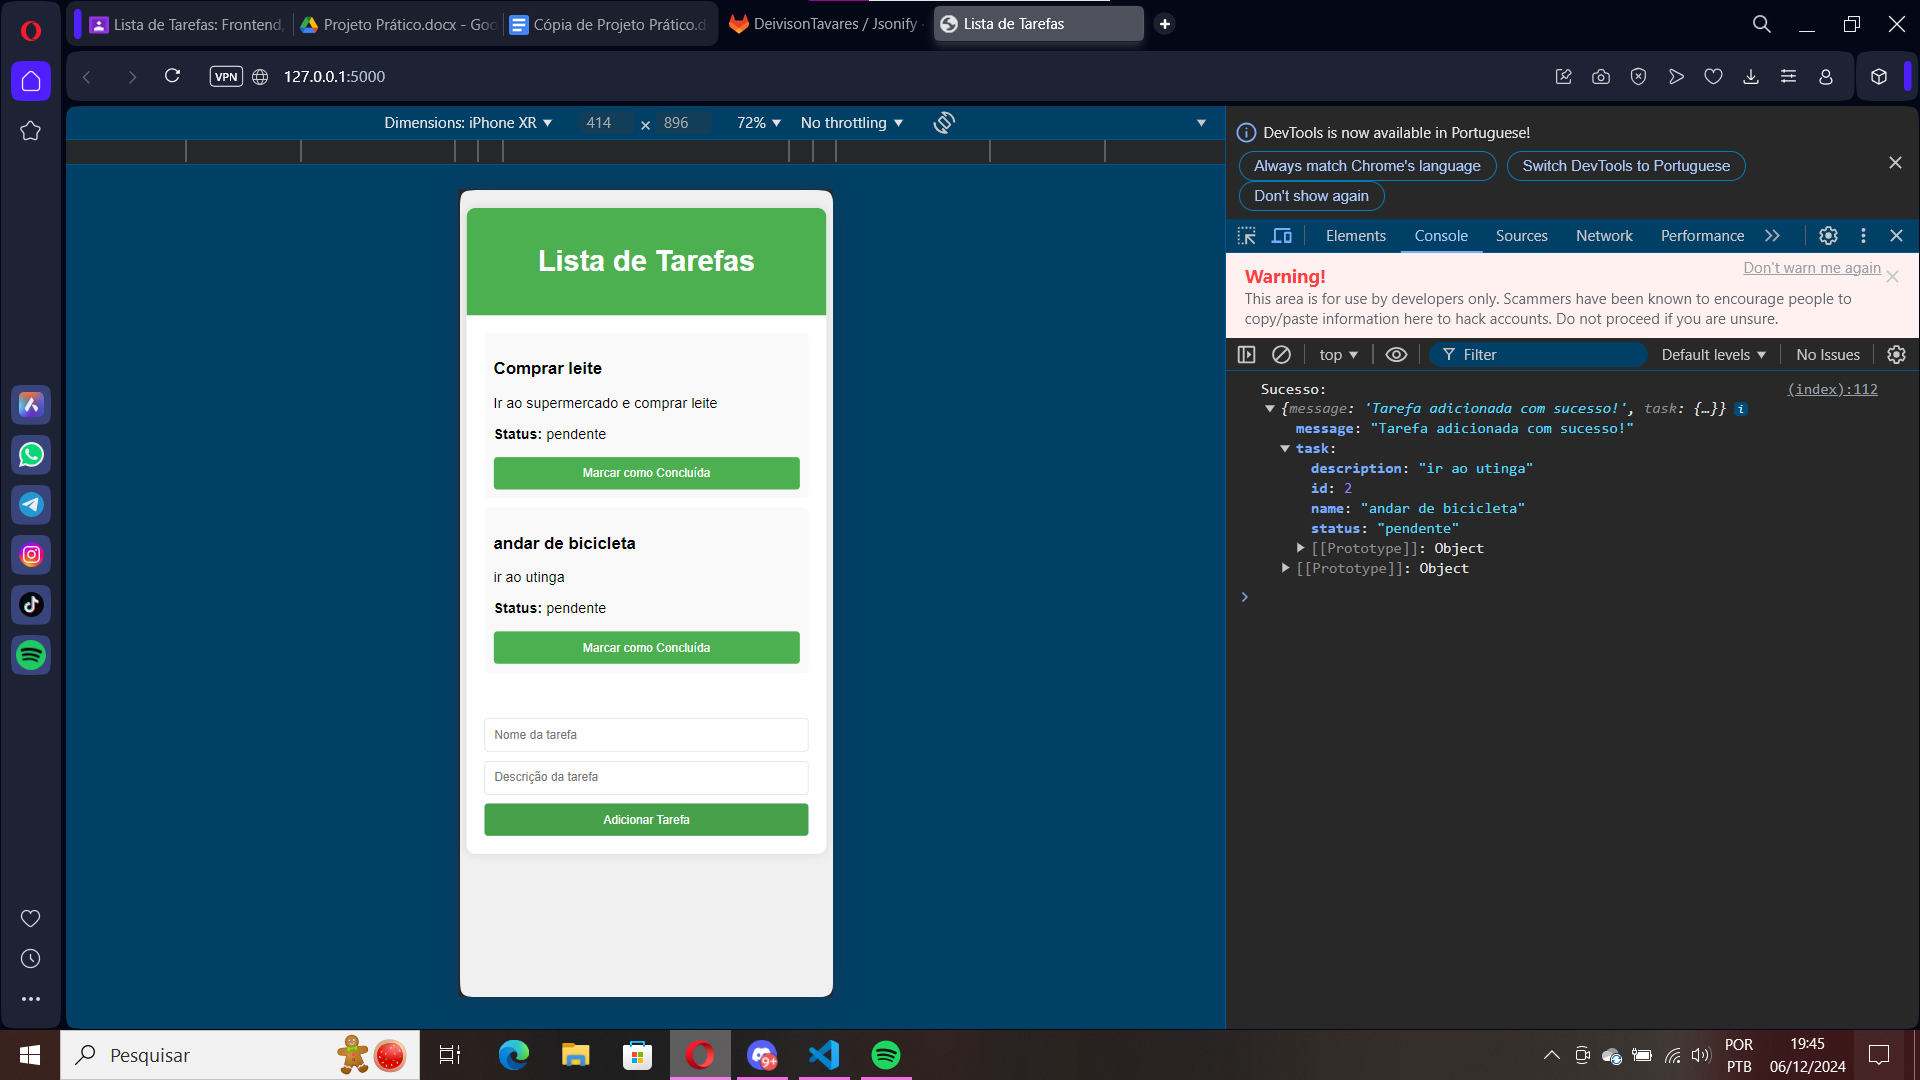 Lista de Tarefas: Frontend,
Projeto Prático.docx - Goo
Cópia de Projeto Prático.d
DeivisonTavares / Jsonify
Lista de Tarefas
VPN
127.0.0.1:5000
Dimensions: iPhone XR
414
×
896
72%
No throttling
Lista de Tarefas
Comprar leite
Ir ao supermercado e comprar leite
Status: pendente
Marcar como Concluída
andar de bicicleta
ir ao utinga
Status: pendente
Marcar como Concluída
Nome da tarefa
Descrição da tarefa
Adicionar Tarefa
DevTools is now available in Portuguese!
Always match Chrome's language
Switch DevTools to Portuguese
Don't show again
Elements
Console
Sources
Network
Performance
Warning!
Don't warn me again
This area is for use by developers only. Scammers have been known to encourage people to
copy/paste information here to hack accounts. Do not proceed if you are unsure.
top
Filter
Default levels
No Issues
Sucesso:
(index):112
{message: 'Tarefa adicionada com sucesso!', task: {…}}
message: "Tarefa adicionada com sucesso!"
task:
description: "ir ao utinga"
id: 2
name: "andar de bicicleta"
status: "pendente"
[[Prototype]]: Object
[[Prototype]]: Object
Pesquisar
9+
POR
PTB
19:45
06/12/2024